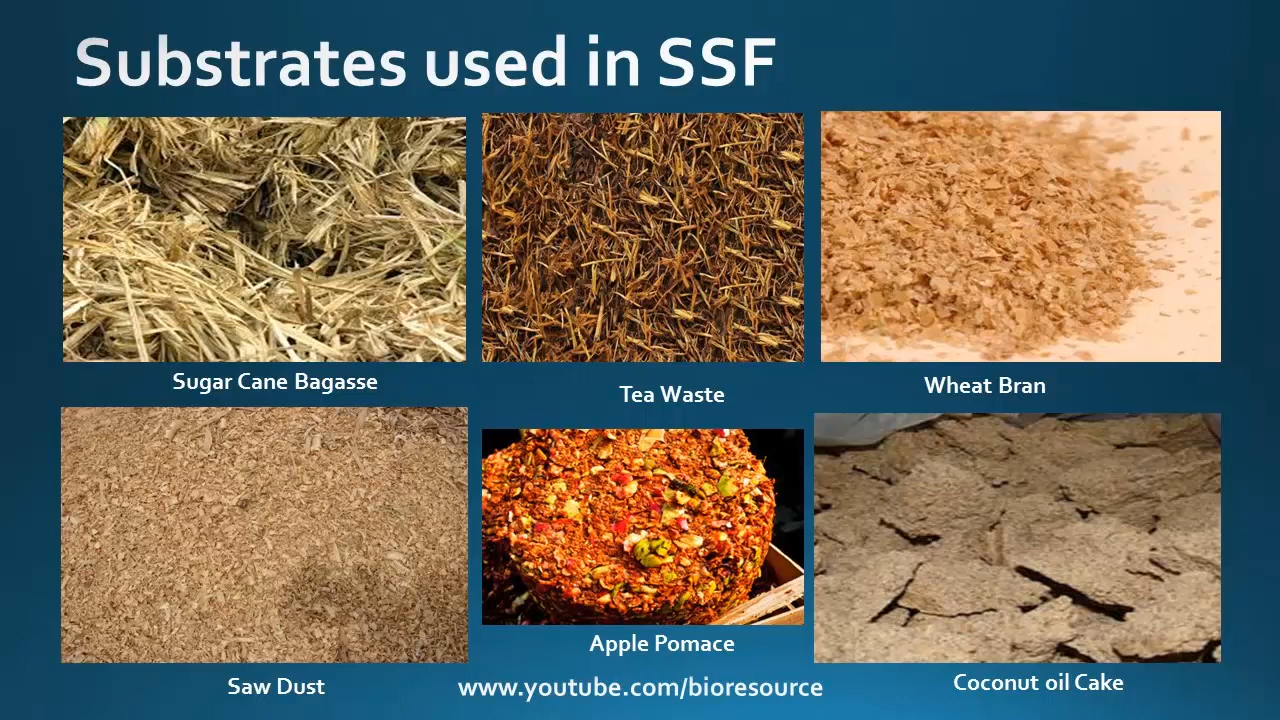 Substrates used in SSF
Sugar Cane Bagasse
Tea Waste
Wheat Bran
Saw Dust
Apple Pomace
Coconut oil Cake
www.youtube.com/bioresource